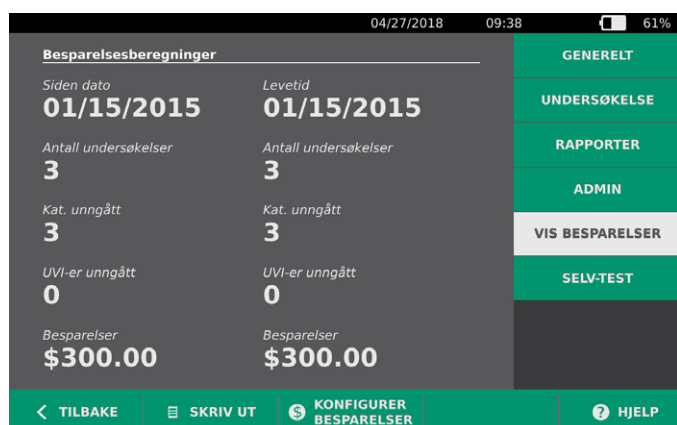 04/27/2018 09:38 61%
Besparelsesberegninger
Siden dato
01/15/2015
Antall undersøkelser
3
Kat. unngått
3
UVI-er unngått
0
Besparelser
$300.00
Levetid
01/15/2015
Antall undersøkelser
3
Kat. unngått
3
UVI-er unngått
0
Besparelser
$300.00
GENERELT
UNDERSØKELSE
RAPPORTER
ADMIN
VIS BESPARELSER
SELV-TEST
TILBAKE
SKRIV UT
KONFIGURER
BESPARELSER
HJELP